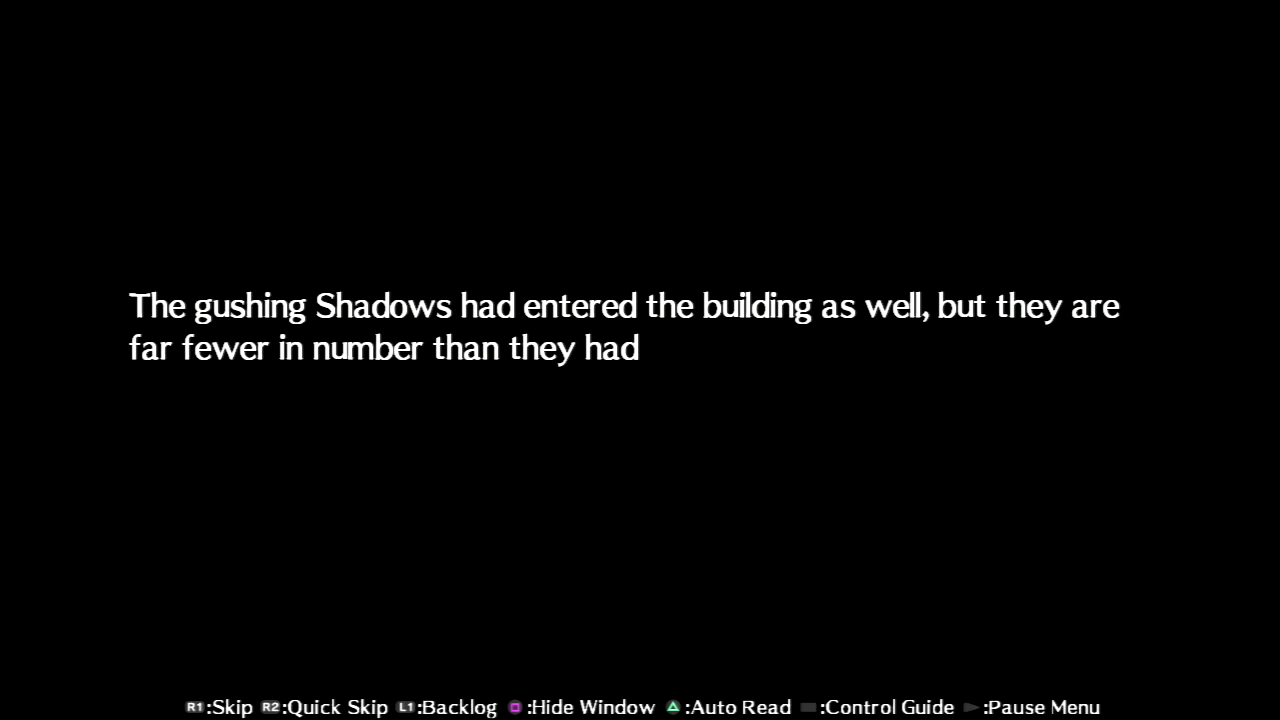 The gushing Shadows had entered the building as well, but they are
far fewer in number than they had
R1:Skip R2:Quick Skip L1:Backlog :Hide Window :Auto Read :Control Guide :Pause Menu